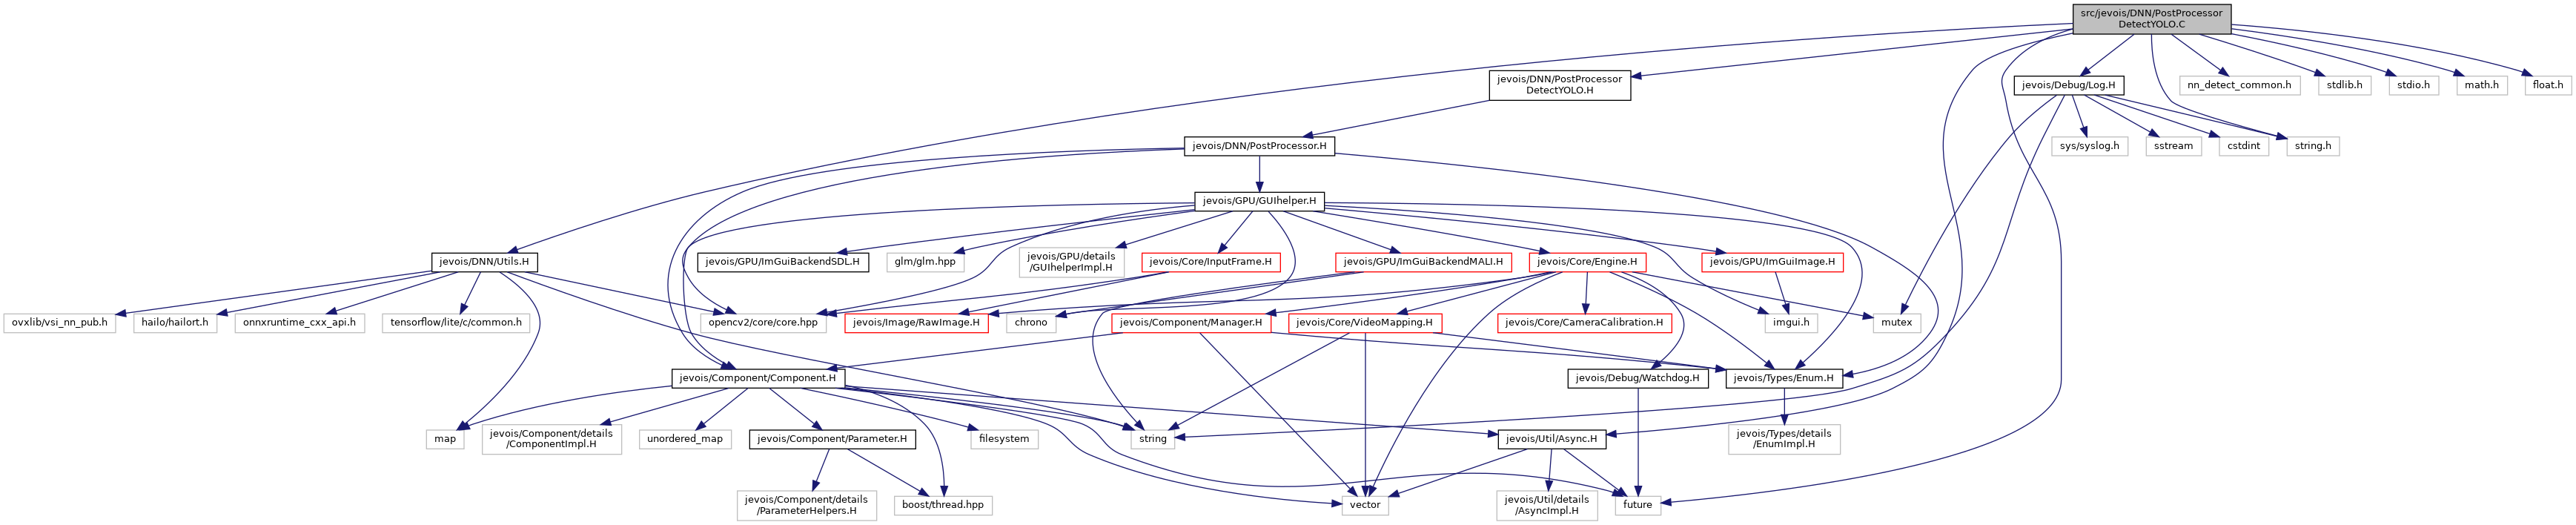 src/jevois/DNN/PostProcessor
DetectYOLO.C
jevois/DNN/PostProcessor
DetectYOLO.H
jevois/Debug/Log.H
nn_detect_common.h
stdlib.h
stdio.h
math.h
float.h
jevois/DNN/PostProcessor.H
sys/syslog.h
sstream
cstdint
string.h
jevois/GPU/GUIhelper.H
jevois/DNN/Utils.H
jevois/GPU/ImGuiBackendSDL.H
glm/glm.hpp
jevois/GPU/details
/GUIhelperImpl.H
jevois/Core/InputFrame.H
jevois/GPU/ImGuiBackendMALI.H
jevois/Core/Engine.H
jevois/GPU/ImGuiImage.H
ovxlib/vsi_nn_pub.h
hailo/hailort.h
onnxruntime_cxx_api.h
tensorflow/lite/c/common.h
opencv2/core/core.hpp
jevois/Image/RawImage.H
chrono
jevois/Component/Manager.H
jevois/Core/VideoMapping.H
jevois/Core/CameraCalibration.H
imgui.h
mutex
jevois/Component/Component.H
jevois/Debug/Watchdog.H
jevois/Types/Enum.H
map
jevois/Component/details
/ComponentImpl.H
unordered_map
jevois/Component/Parameter.H
filesystem
string
jevois/Util/Async.H
jevois/Types/details
/EnumImpl.H
jevois/Component/details
/ParameterHelpers.H
boost/thread.hpp
vector
jevois/Util/details
/AsyncImpl.H
future